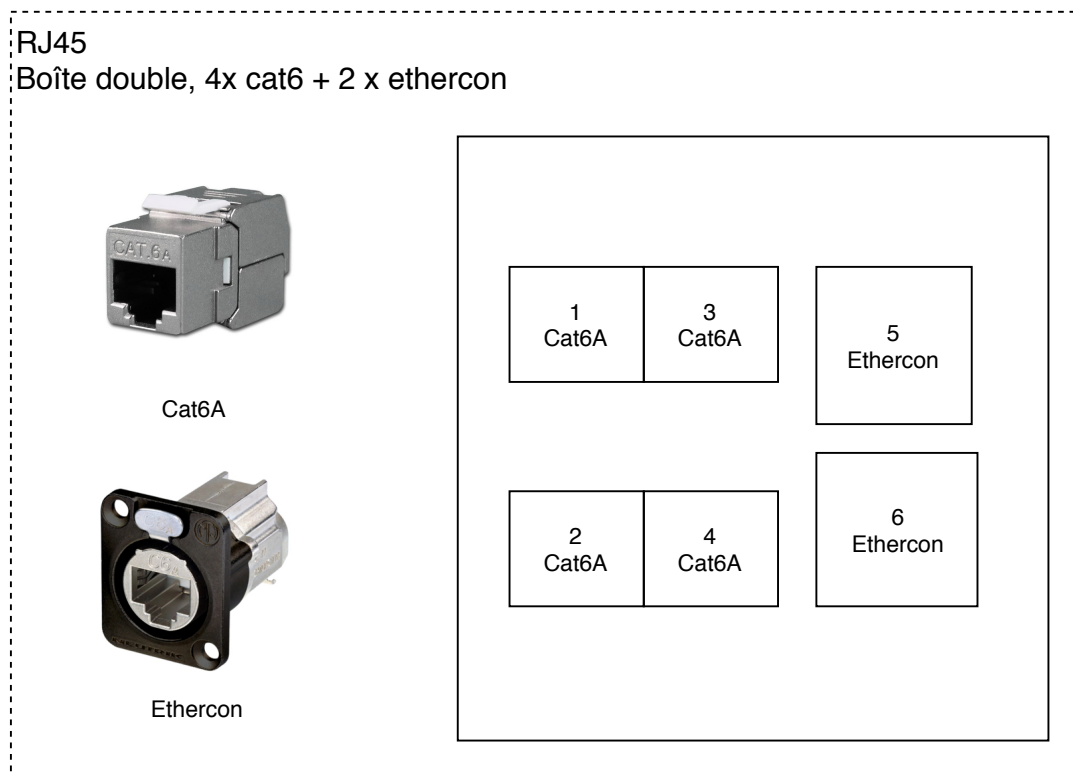 RJ45
Boîte double, 4x cat6 + 2 x ethercon
CAT.6A
Cat6A
Ethercon
1
Cat6A
3
Cat6A
5
Ethercon
2
Cat6A
4
Cat6A
6
Ethercon